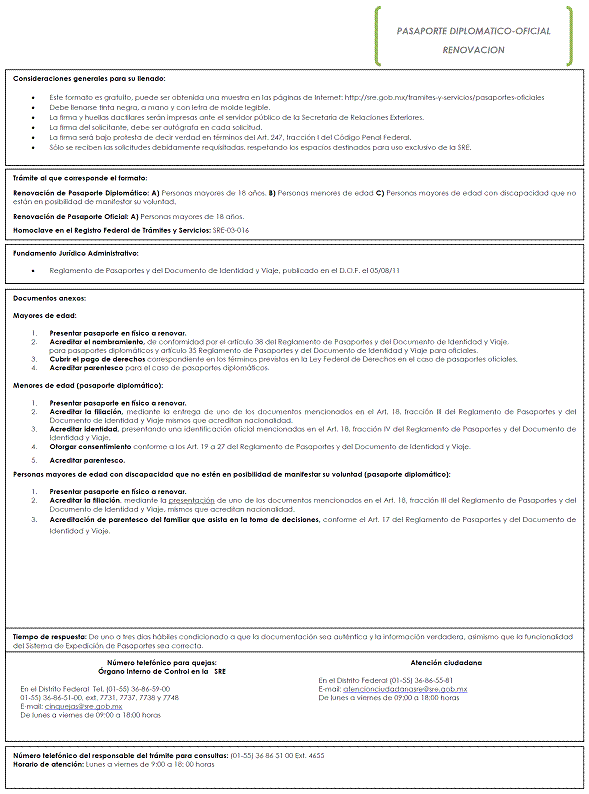 PASAPORTE DIPLOMATICO-OFICIAL
RENOVACION
Consideraciones generales para su llenado:
• Este formato es gratuito, puede ser obtenida una muestra en las páginas de Internet: http://sre.gob.mx/tramites-y-servicios/pasaportes-oficiales
• Debe llenarse tinta negra, a mano y con letra de molde legible.
• La firma y huellas dactilares serán impresas ante el servidor público de la Secretaría de Relaciones Exteriores.
• La firma del solicitante, debe ser autógrafa en cada solicitud.
• La firma será bajo protesta de decir verdad en términos del Art. 247, fracción I del Código Penal Federal.
• Sólo se reciben las solicitudes debidamente requisitadas, respetando los espacios destinados para uso exclusivo de la SRE.
Trámite al que corresponde el formato:
Renovación de Pasaporte Diplomático: A) Personas mayores de 18 años. B) Personas menores de edad C) Personas mayores de edad con discapacidad que no
están en posibilidad de manifestar su voluntad.
Renovación de Pasaporte Oficial: A) Personas mayores de 18 años.
Homoclave en el Registro Federal de Trámites y Servicios: SRE-03-016
Fundamento Jurídico Administrativo:
• Reglamento de Pasaportes y del Documento de Identidad y Viaje, publicado en el D.O.F. el 05/08/11
Documentos anexos:
Mayores de edad:
1. Presentar pasaporte en físico a renovar.
2. Acreditar el nombramiento, de conformidad por el artículo 38 del Reglamento de Pasaportes y del Documento de Identidad y Viaje,
para pasaportes diplomáticos y artículo 35 Reglamento de Pasaportes y del Documento de Identidad y Viaje para oficiales.
3. Cubrir el pago de derechos correspondiente en los términos previstos en la Ley Federal de Derechos en el caso de pasaportes oficiales.
4. Acreditar parentesco para el caso de pasaportes diplomáticos.
Menores de edad (pasaporte diplomático):
1. Presentar pasaporte en físico a renovar.
2. Acreditar la filiación, mediante la entrega de uno de los documentos mencionados en el Art. 18, fracción III del Reglamento de Pasaportes y del
Documento de Identidad y Viaje mismos que acreditan nacionalidad.
3. Acreditar identidad, presentando una identificación oficial mencionadas en el Art. 18, fracción IV del Reglamento de Pasaportes y del Documento de
Identidad y Viaje.
4. Otorgar consentimiento conforme a los Art. 19 a 27 del Reglamento de Pasaportes y del Documento de Identidad y Viaje.
5. Acreditar parentesco.
Personas mayores de edad con discapacidad que no estén en posibilidad de manifestar su voluntad (pasaporte diplomático):
1. Presentar pasaporte en físico a renovar.
2. Acreditar la filiación, mediante la presentación de uno de los documentos mencionados en el Art. 18, fracción III del Reglamento de Pasaportes y del
Documento de Identidad y Viaje, mismos que acreditan nacionalidad.
3. Acreditación de parentesco del familiar que asista en la toma de decisiones, conforme el Art. 17 del Reglamento de Pasaportes y del Documento de
Identidad y Viaje.
Tiempo de respuesta: De uno a tres días hábiles condicionado a que la documentación sea auténtica y la información verdadera, asimismo que la funcionalidad
del Sistema de Expedición de Pasaportes sea correcta.
Número telefónico para quejas:
Órgano Interno de Control en la SRE
En el Distrito Federal Tel. (01-55) 36-86-59-00
01-55) 36-86-51-00, ext. 7731, 7737, 7738 y 7748
E-mail: cinquejas@sre.gob.mx
De lunes a viernes de 09:00 a 18:00 horas
Atención ciudadana
En el Distrito Federal (01-55) 36-86-55-81
E-mail: atencionciudadanasre@sre.gob.mx
De lunes a viernes de 09:00 a 18:00 horas
Número telefónico del responsable del trámite para consultas: (01-55) 36 86 51 00 Ext. 4655
Horario de atención: Lunes a viernes de 9:00 a 18: 00 horas